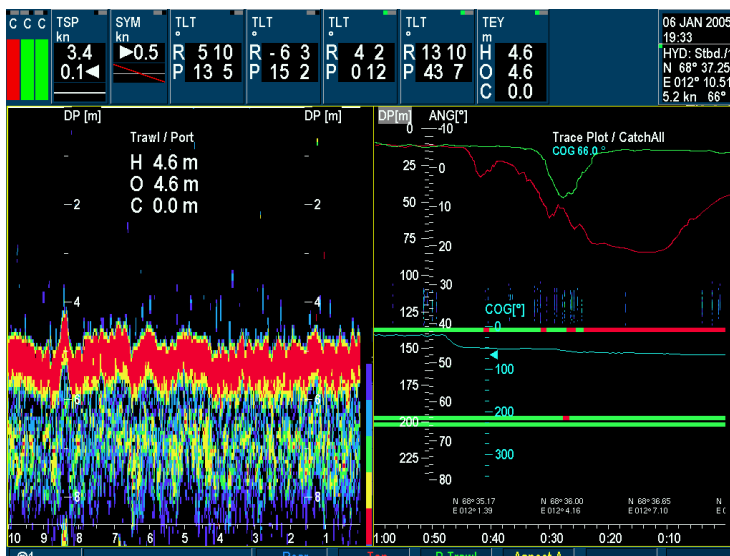 C C C
TSP
kn
3.4
0.1◄
SYM
kn
►0.5
TLT
°
R 5 10
P 13 5
TLT
°
R -6 3
P 15 2
TLT
°
R 4 2
P 0 12
TLT
°
R 13 10
P 43 7
TEY
m
H 4.6
O 4.6
C 0.0
06 JAN 2005
19:33
HYD: Stbd./
N 68° 37.25
E 012° 10.51
5.2 kn 66°
DP [m] DP [m]
Trawl / Port
H 4.6 m
O 4.6 m
C 0.0 m
2 2
4 4
6 6
8 8
10 9 8 7 6 5 4 3 2 1
DP[m] ANG[°]
Trace Plot / CatchAll
COG 66.0 °
0 -10
25 0
50 10
75 20
100 30
125 40
150 50
175 60
200 70
225 80
COG[°]
0
100
200
300
N 68° 35.17 N 68° 36.00 N 68° 36.65 N
E 012° 1.39 E 012° 4.16 E 012° 7.10 E 0
1:00 0:50 0:40 0:30 0:20 0:10